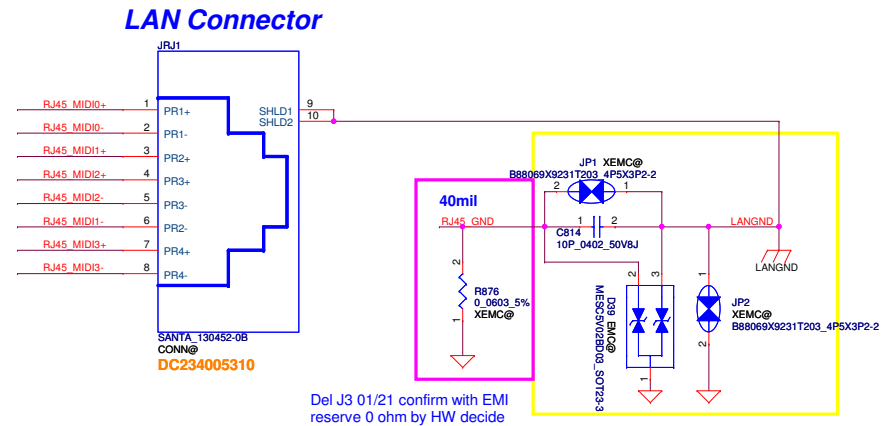 LAN Connector
JRJ1
RJ45_MIDI0+ 1 PR1+
RJ45_MIDI0- 2 PR1-
RJ45_MIDI1+ 3 PR2+
RJ45_MIDI2+ 4 PR3+
RJ45_MIDI2- 5 PR3-
RJ45_MIDI1- 6 PR2-
RJ45_MIDI3+ 7 PR4+
RJ45_MIDI3- 8 PR4-
SHLD1 9
SHLD2 10
SANTA_130452-0B
CONN@
DC234005310
40mil
RJ45_GND
2
R876
0_0603_5%
XEMC@
1
JP1 XEMC@
B88069X9231T203_4P5X3P2-2
2 1
1 2
C814
10P_0402_50V8J
LANGND
LANGND
2 3
D39 EMC@
MESC5V02BD03_SOT23-3
1
1
JP2
XEMC@
B88069X9231T203_4P5X3P2-2
2
Del J3 01/21 confirm with EMI
reserve 0 ohm by HW decide